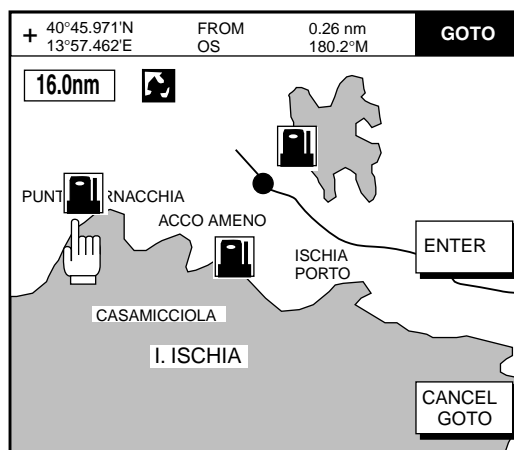 + 40°45.971'N FROM 0.26 nm GOTO
13°57.462'E OS 180.2°M
16.0nm
PUNT RNACCHIA
ACCO AMENO
ISCHIA
PORTO
ENTER
CASAMICCIOLA
I. ISCHIA
CANCEL
GOTO